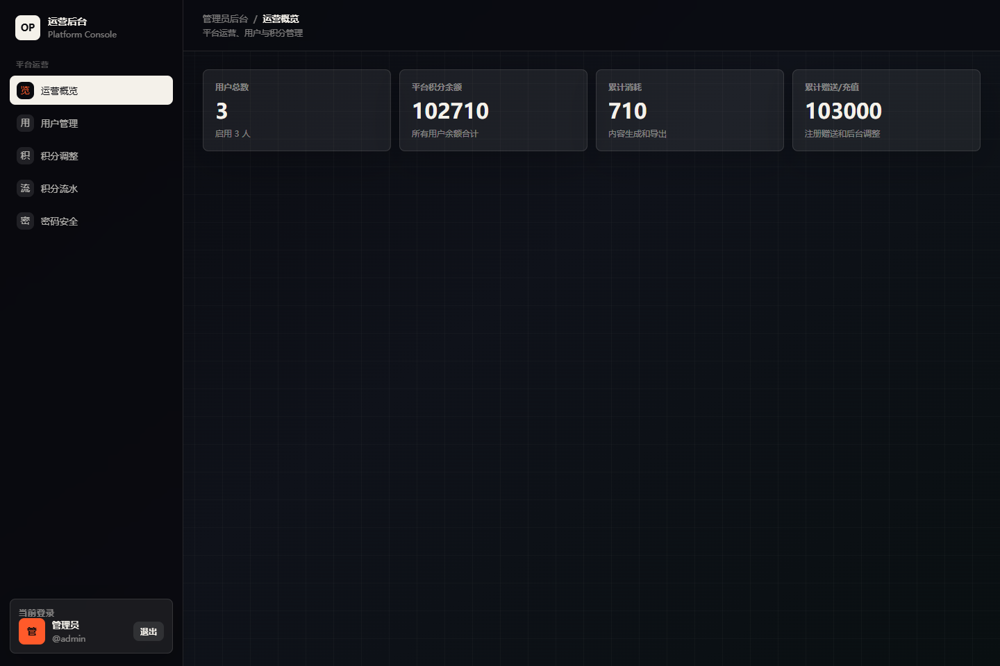 OP
运营后台
Platform Console
平台运营
览 运营概览
用 用户管理
积 积分调整
流 积分流水
密 密码安全
当前登录
管 管理员
@admin
退出
管理员后台 / 运营概览
平台运营、用户与积分管理
用户总数
3
启用 3 人
平台积分余额
102710
所有用户余额合计
累计消耗
710
内容生成和导出
累计赠送/充值
103000
注册赠送和后台调整